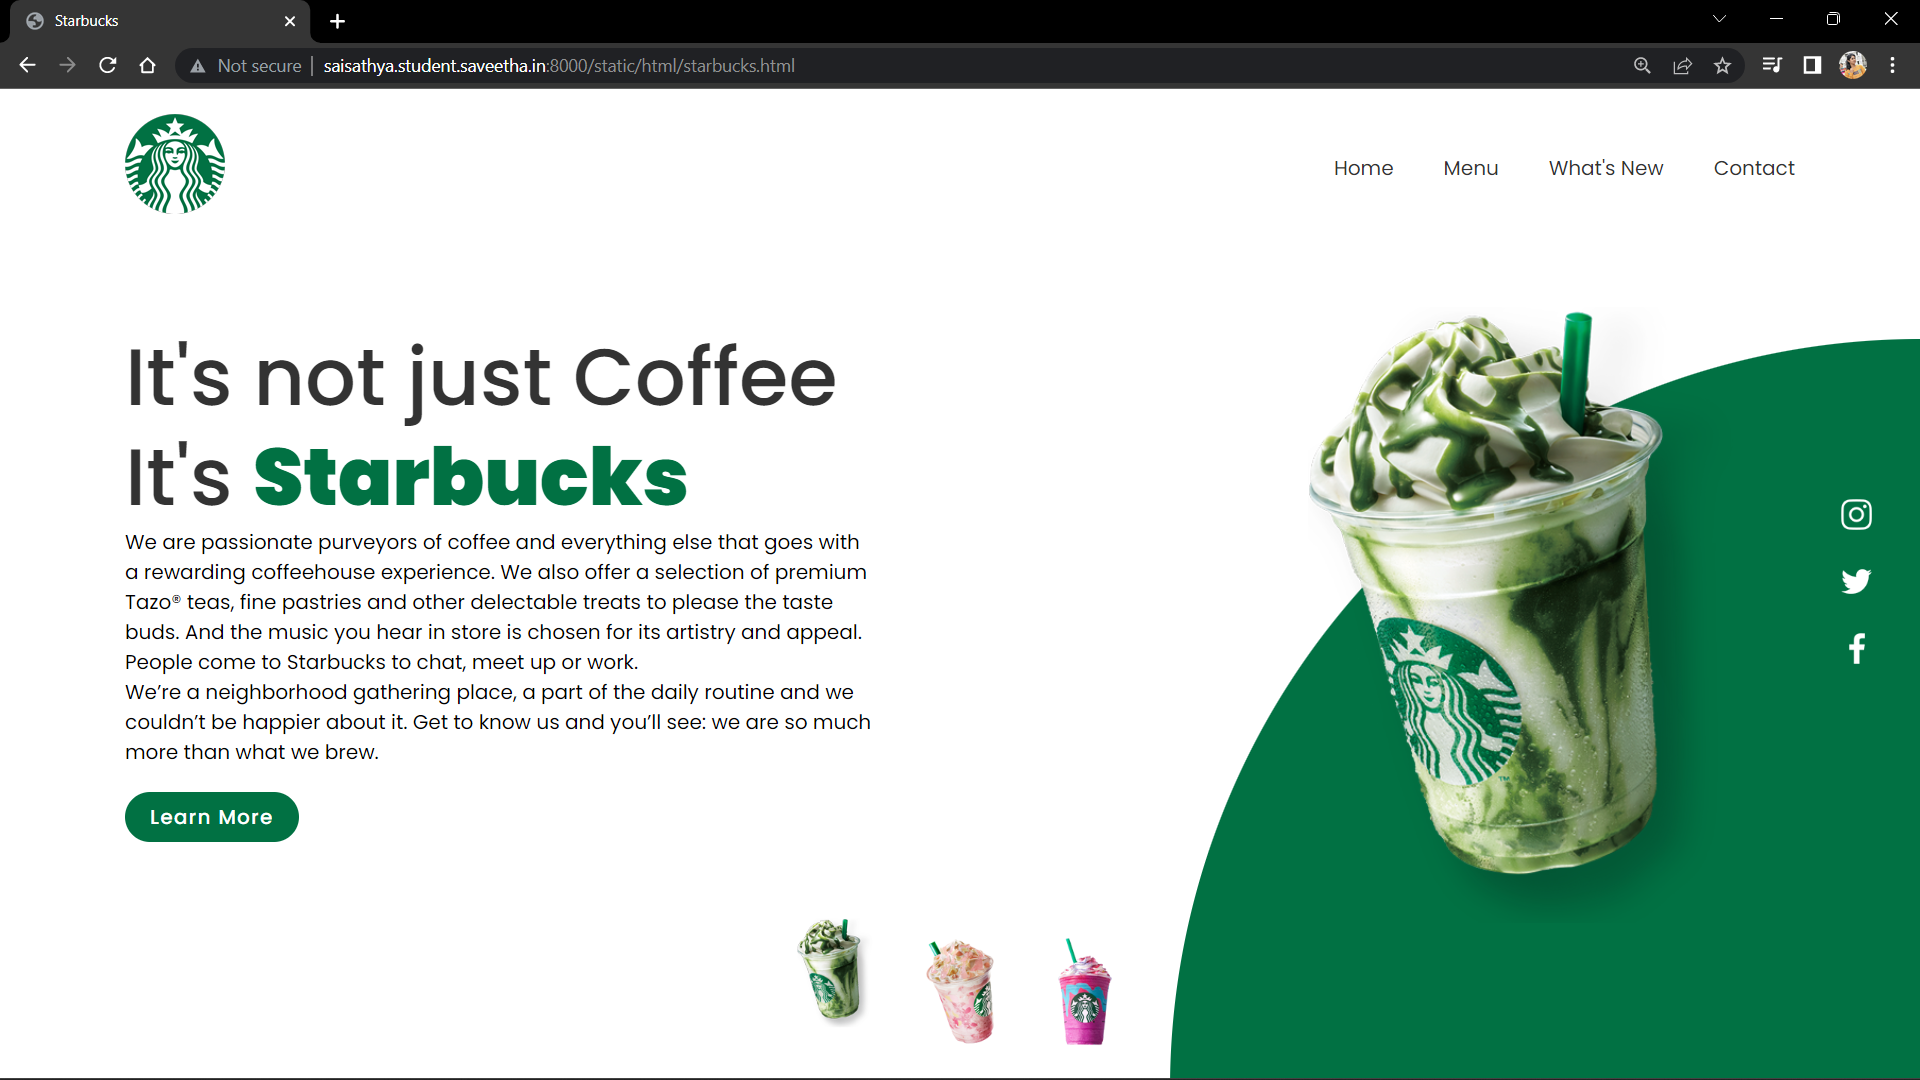 Starbucks
Not secure | saisathya.student.saveetha.in:8000/static/html/starbucks.html
Home Menu What's New Contact
It's not just Coffee
It's Starbucks
We are passionate purveyors of coffee and everything else that goes with
a rewarding coffeehouse experience. We also offer a selection of premium
Tazo® teas, fine pastries and other delectable treats to please the taste
buds. And the music you hear in store is chosen for its artistry and appeal.
People come to Starbucks to chat, meet up or work.
We’re a neighborhood gathering place, a part of the daily routine and we
couldn’t be happier about it. Get to know us and you’ll see: we are so much
more than what we brew.
Learn More
TM